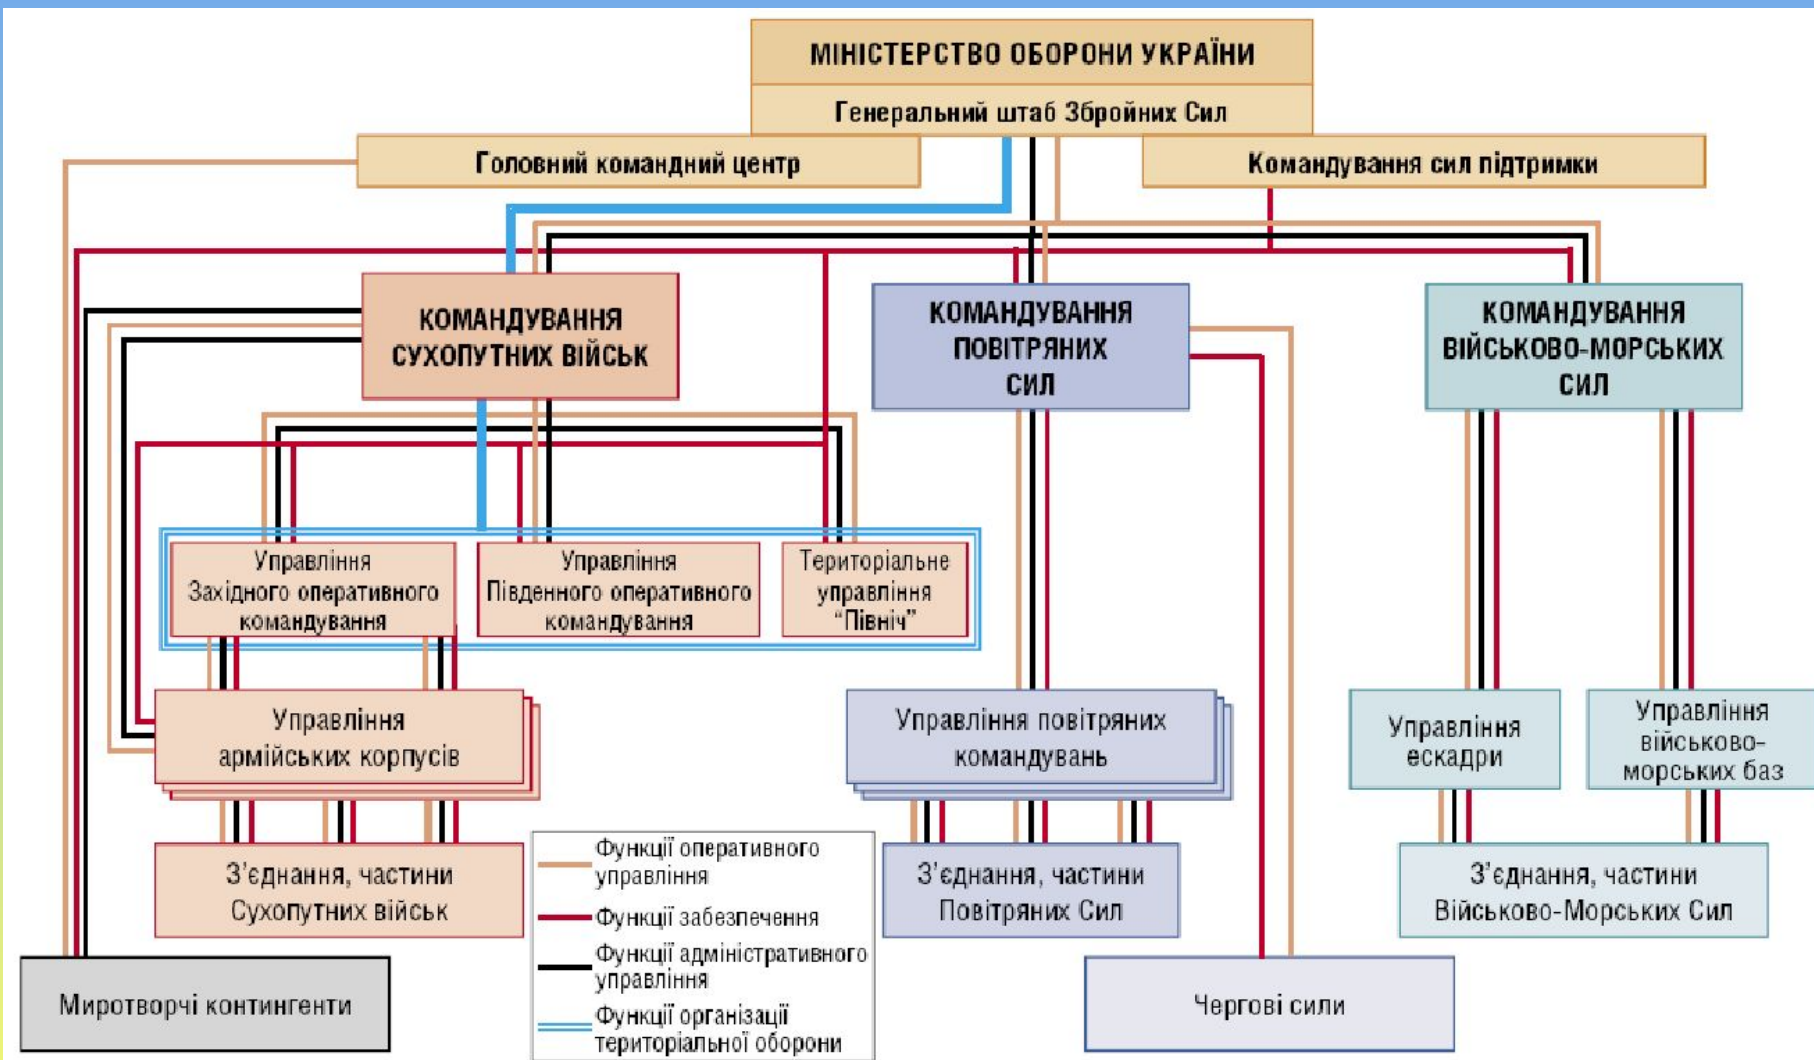 МІНІСТЕРСТВО ОБОРОНИ УКРАЇНИ
Генеральний штаб Збройних Сил
Головний командний центр
Командування сил підтримки
КОМАНДУВАННЯ
СУХОПУТНИХ ВІЙСЬК
КОМАНДУВАННЯ
ПОВІТРЯНИХ
СИЛ
КОМАНДУВАННЯ
ВІЙСЬКОВО-МОРСЬКИХ
СИЛ
Управління
Західного оперативного
командування
Управління
Південного оперативного
командування
Територіальне
управління
“Північ”
Управління
армійських корпусів
Управління повітряних
командувань
Управління
ескадри
Управління
військово-
морських баз
З’єднання, частини
Сухопутних військ
Функції оперативного
управління
Функції забезпечення
Функції адміністративного
управління
Функції організації
територіальної оборони
З’єднання, частини
Повітряних Сил
З’єднання, частини
Військово-Морських Сил
Миротворчі контингенти
Чергові сили